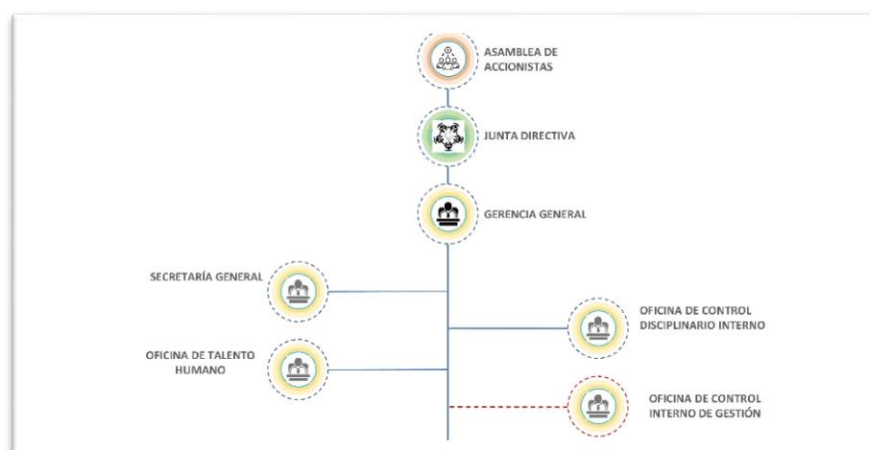 ASAMBLEA DE
ACCIONISTAS
JUNTA DIRECTIVA
GERENCIA GENERAL
SECRETARÍA GENERAL
OFICINA DE CONTROL
DISCIPLINARIO INTERNO
OFICINA DE TALENTO
HUMANO
OFICINA DE CONTROL
INTERNO DE GESTIÓN